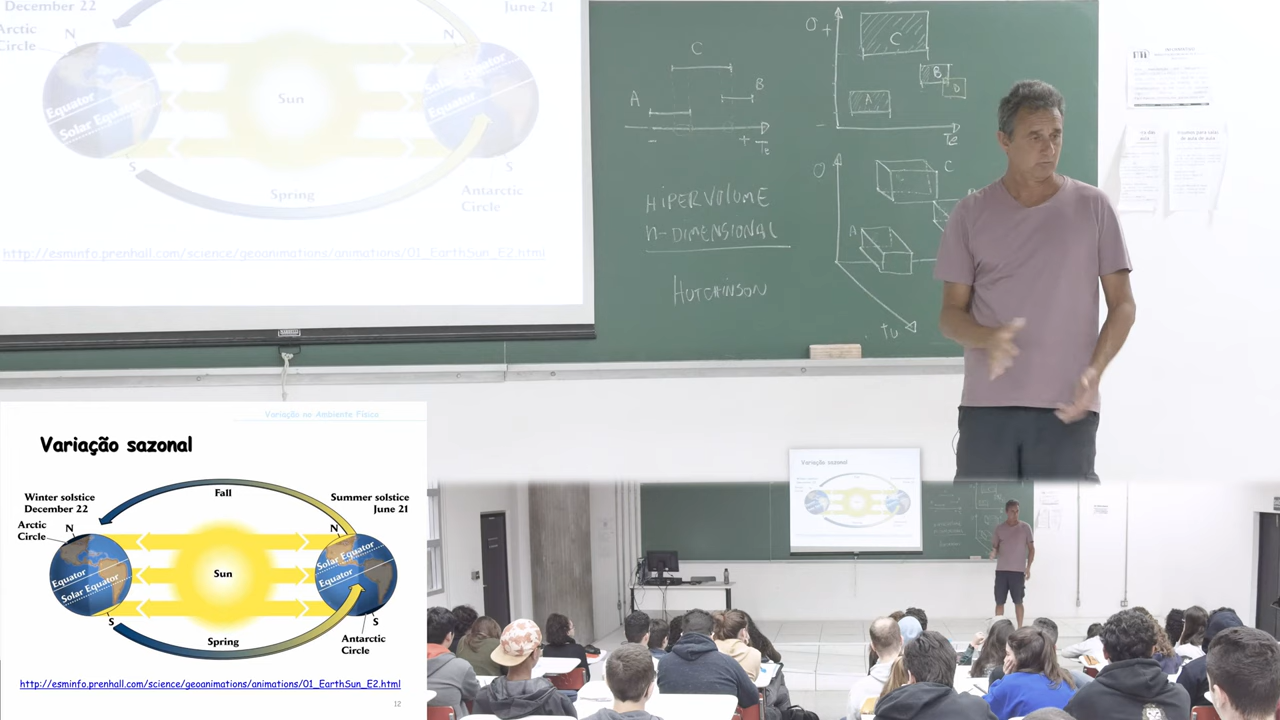 December 22
June 21
Arctic
Circle
N
N
Equator
Solar Equator
Sun
S
S
Spring
Antarctic
Circle
http://esminfo.prenhall.com/science/geoanimations/animations/01_EarthSun_E2.html
C
A
B
-
+
Te
HIPERVOLUME
N-DIMENSIONAL
HUTCHINSON
O
+
C
B
D
A
-
Te
O
C
A
Tu
Variação no Ambiente Físico
Variação sazonal
Fall
Winter solstice
December 22
Summer solstice
June 21
Arctic
Circle
N
N
Equator
Solar Equator
Sun
Solar Equator
Equator
S
S
Spring
Antarctic
Circle
http://esminfo.prenhall.com/science/geoanimations/animations/01_EarthSun_E2.html
12
Variação sazonal